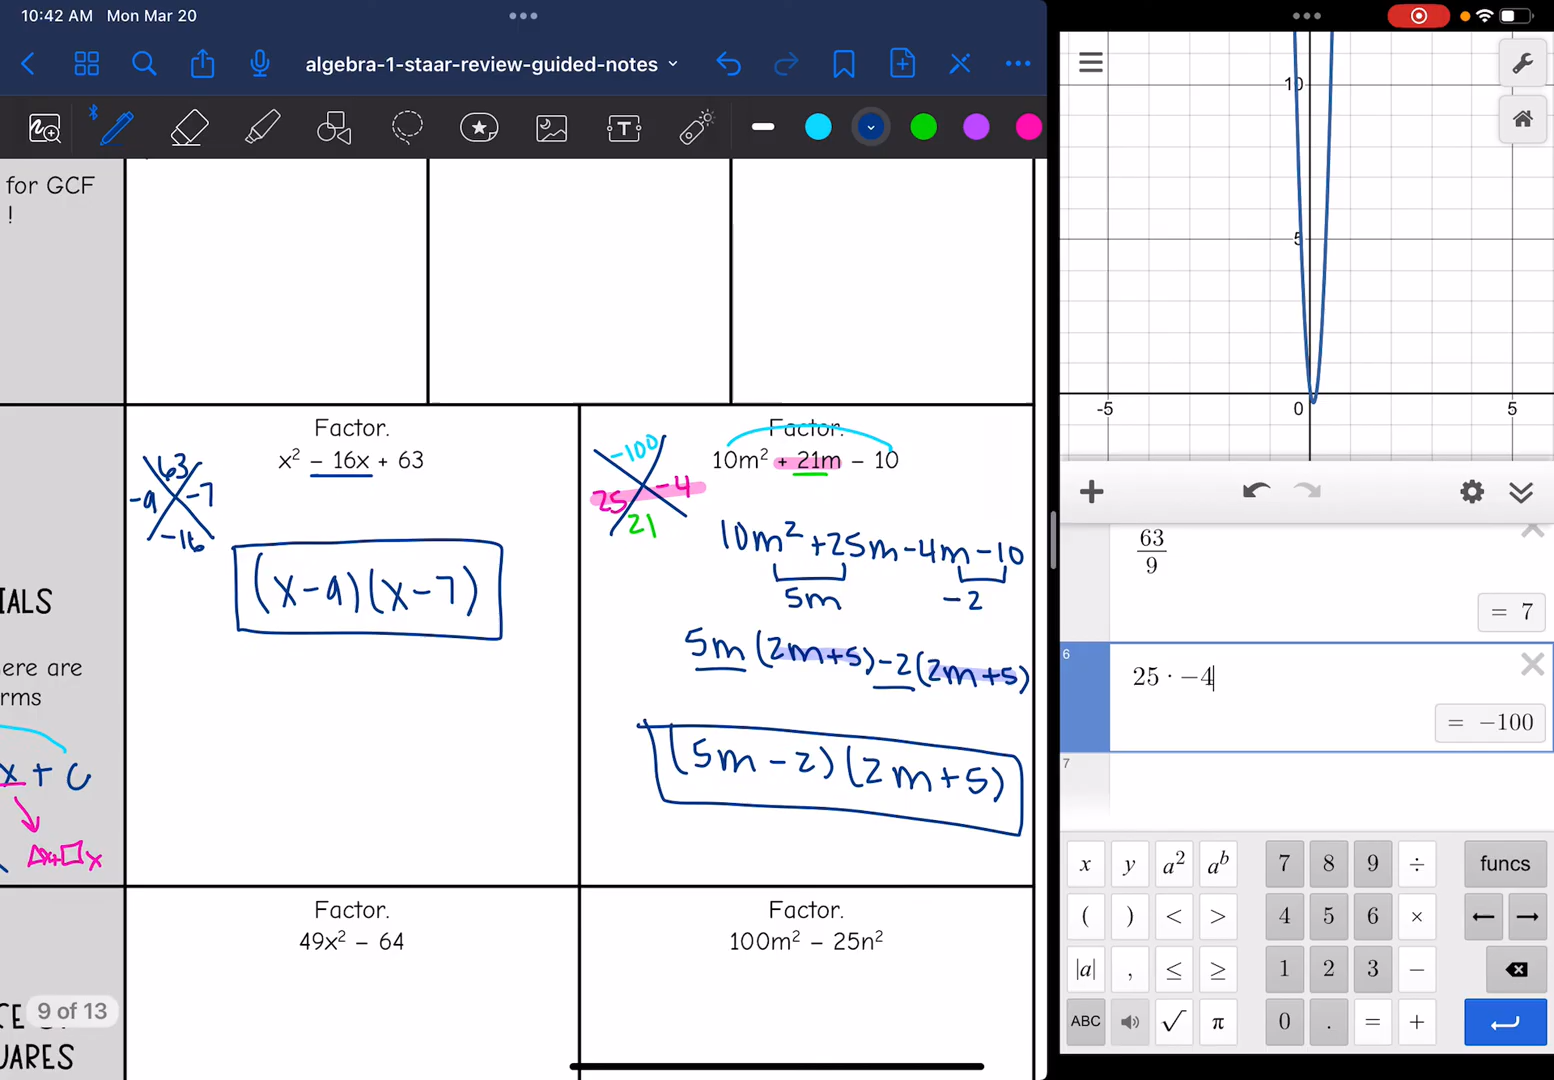 10:42 AM Mon Mar 20
algebra-1-staar-review-guided-notes
T
for GCF
!
Factor.
x² – 16x + 63
63
-9 -7
-16
(x-9)(x-7)
Factor.
10m² + 21m – 10
-100
25 -4
21
10m²+25m-4m-10
5m -2
5m(2m+5)-2(2m+5)
(5m-2)(2m+5)
IALS
ere are
rms
x + c
x
Factor.
49x² – 64
Factor.
100m² – 25n²
9 of 13
CE
UARES
10
5
-5 0 5
63
9
= 7
6
25 · −4
= −100
7
x y a² aᵇ 7 8 9 ÷ funcs
( ) < > 4 5 6 × ← →
|a| , ≤ ≥ 1 2 3 −
ABC √ π 0 . = +